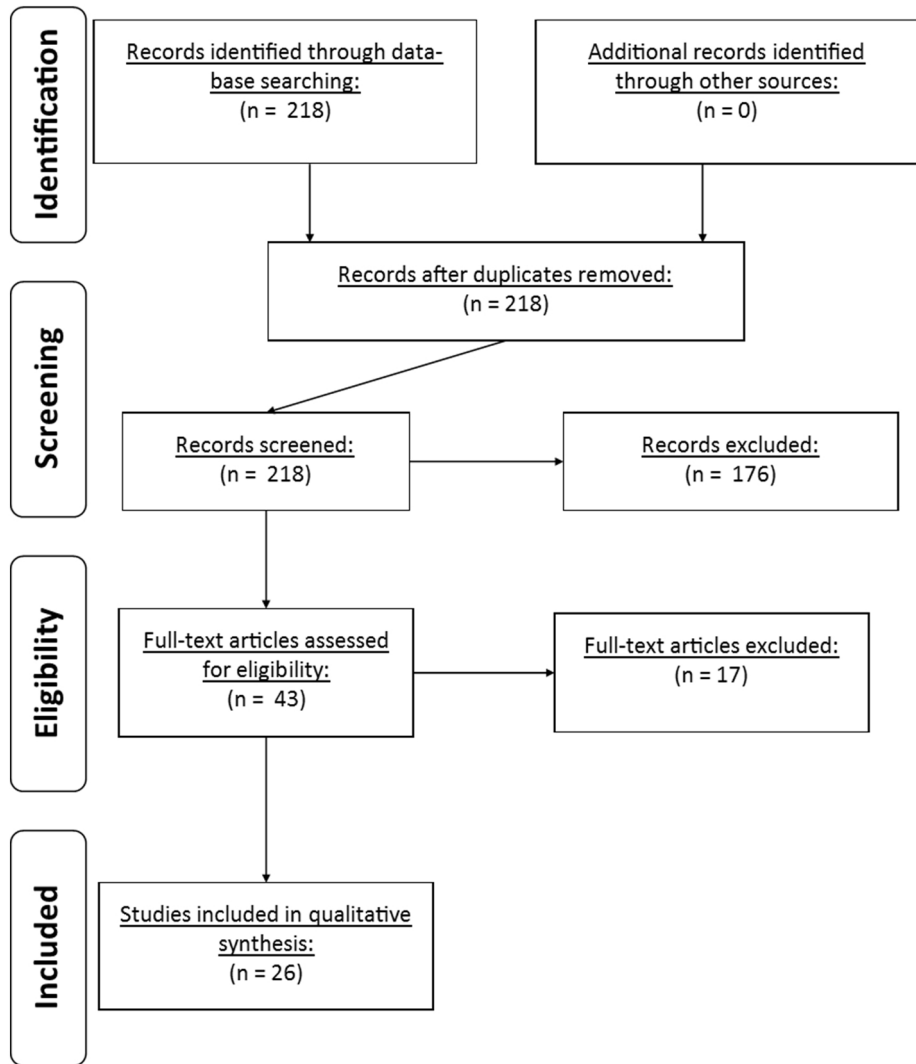 Identification
Records identified through data-
base searching:
(n = 218)
Additional records identified
through other sources:
(n = 0)
Records after duplicates removed:
(n = 218)
Screening
Records screened:
(n = 218)
Records excluded:
(n = 176)
Eligibility
Full-text articles assessed
for eligibility:
(n = 43)
Full-text articles excluded:
(n = 17)
Included
Studies included in qualitative
synthesis:
(n = 26)